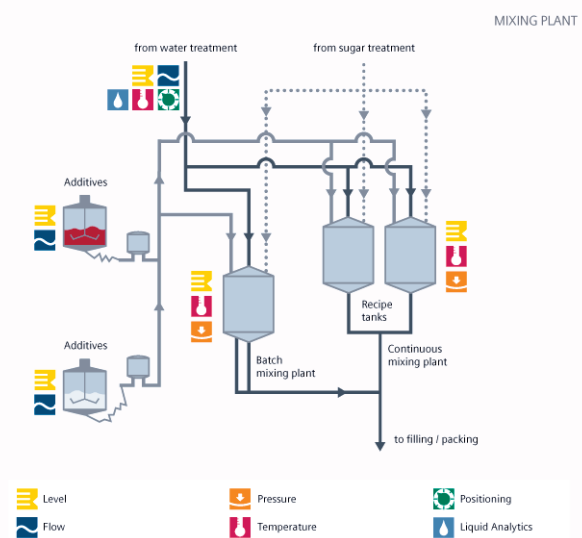 MIXING PLANT
from water treatment
from sugar treatment
Additives
Recipe
tanks
Additives
Batch
mixing plant
Continuous
mixing plant
to filling / packing
Level
Pressure
Positioning
Flow
Temperature
Liquid Analytics